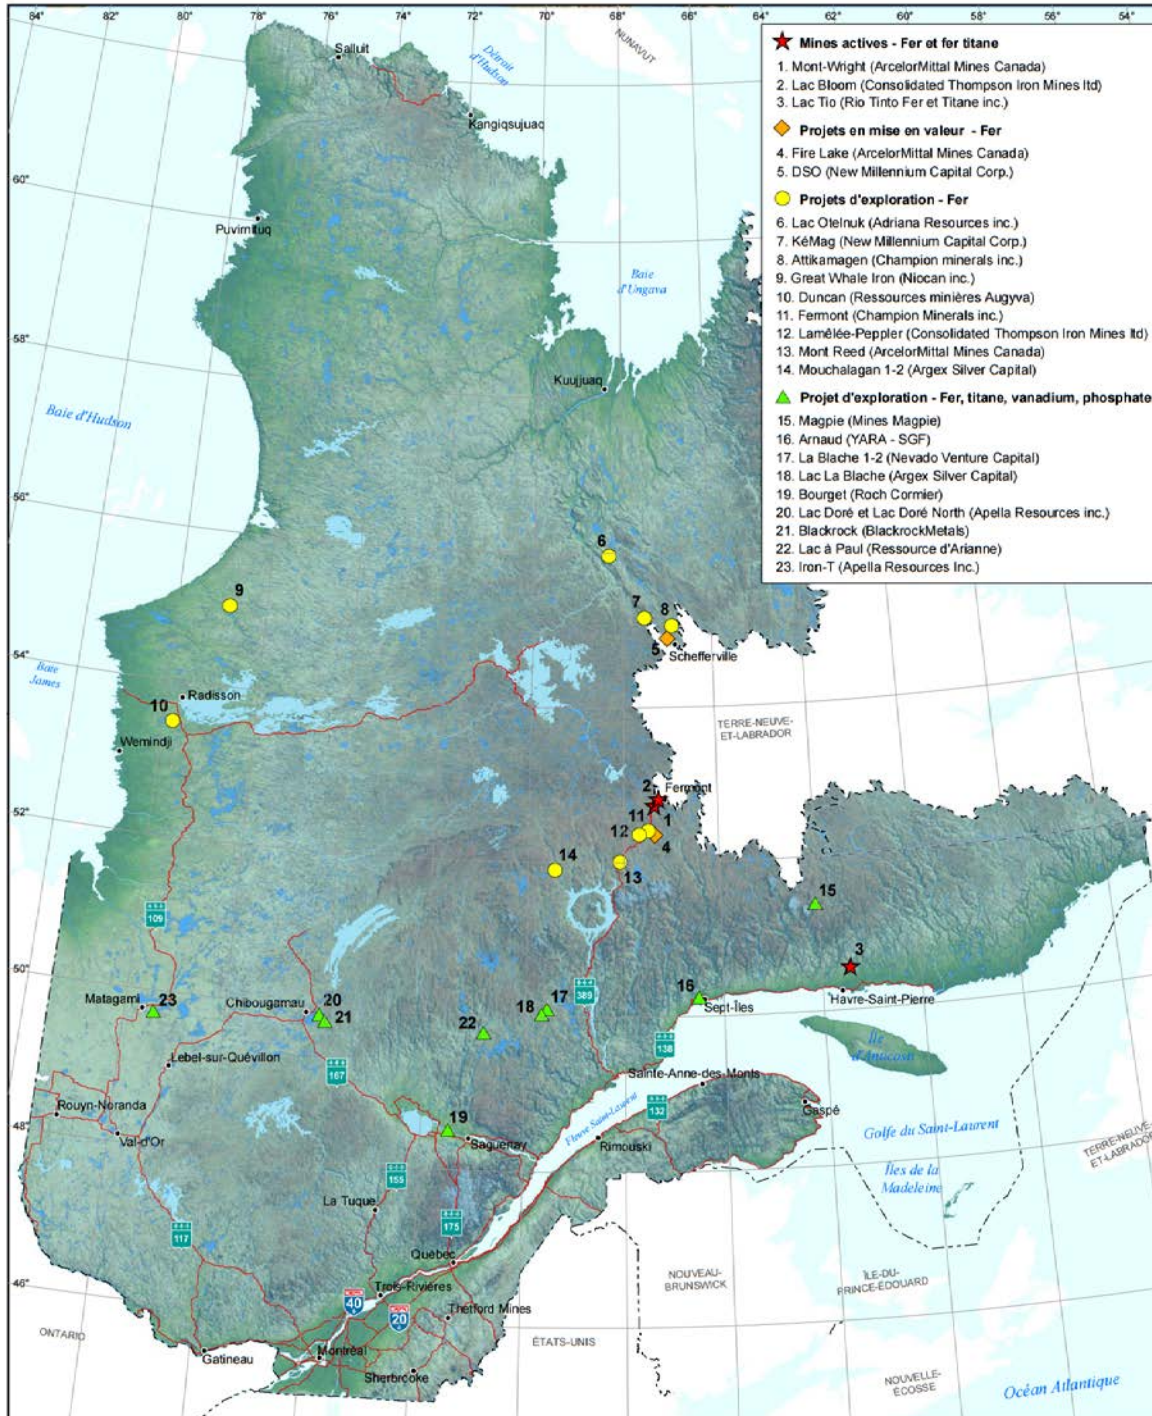 84°
82°
80°
78°
76°
74°
72°
70°
68°
66°
64°
62°
60°
58°
56°
54°
Mines actives - Fer et fer titane
1. Mont-Wright (ArcelorMittal Mines Canada)
2. Lac Bloom (Consolidated Thompson Iron Mines ltd)
3. Lac Tio (Rio Tinto Fer et Titane inc.)
Projets en mise en valeur - Fer
4. Fire Lake (ArcelorMittal Mines Canada)
5. DSO (New Millennium Capital Corp.)
Projets d'exploration - Fer
6. Lac Otelnuk (Adriana Resources inc.)
7. KéMag (New Millennium Capital Corp.)
8. Attikamagen (Champion minerals inc.)
9. Great Whale Iron (Niocan inc.)
10. Duncan (Ressources minières Augyva)
11. Fermont (Champion Minerals inc.)
12. Lamêlée-Peppler (Consolidated Thompson Iron Mines ltd)
13. Mont Reed (ArcelorMittal Mines Canada)
14. Mouchalagan 1-2 (Argex Silver Capital)
Projet d'exploration - Fer, titane, vanadium, phosphate
15. Magpie (Mines Magpie)
16. Arnaud (YARA - SGF)
17. La Blache 1-2 (Nevado Venture Capital)
18. Lac La Blache (Argex Silver Capital)
19. Bourget (Roch Cormier)
20. Lac Doré et Lac Doré North (Apella Resources inc.)
21. Blackrock (BlackrockMetals)
22. Lac à Paul (Ressource d'Arianne)
23. Iron-T (Apella Resources Inc.)
Salluit
Détroit
d'Hudson
NUNAVUT
Kangiqsujuaq
60°
Puvirnituq
Baie
d'Ungava
58°
Kuujjuaq
Baie d'Hudson
56°
6
9
7
8
5
Schefferville
54°
Baie
James
Radisson
10
Wemindji
TERRE-NEUVE-
ET-LABRADOR
2
Fermont
52°
11
1
12
4
14
13
15
109
3
50°
Matagami
23
Chibougamau
20
21
389
16
Sept-Îles
Havre-Saint-Pierre
18
17
22
Île
d'Anticosti
Lebel-sur-Quévillon
167
138
Sainte-Anne-des-Monts
Rouyn-Noranda
Val-d'Or
48°
19
Saguenay
Fleuve Saint-Laurent
132
Gaspé
Rimouski
Golfe du Saint-Laurent
TERRE-NEUVE-
ET-LABRADOR
Îles de la
Madeleine
155
La Tuque
117
175
Québec
46°
Trois-Rivières
40
20
Thetford Mines
NOUVEAU-
BRUNSWICK
ÎLE-DU-
PRINCE-ÉDOUARD
ONTARIO
Gatineau
Montréal
Sherbrooke
ÉTATS-UNIS
NOUVELLE-
ÉCOSSE
Océan Atlantique